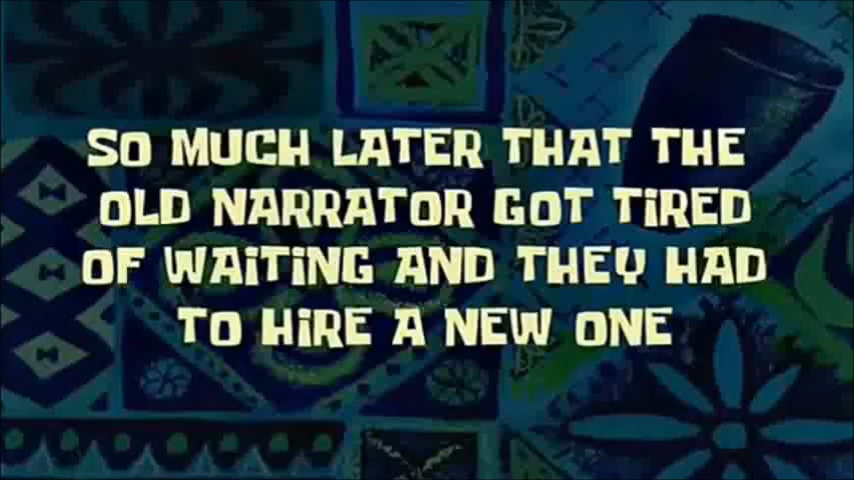 SO MUCH LATER THAT THE
OLD NARRATOR GOT TiRED
OF WAiTiNG AND THEY HAD
TO HiRE A NEW ONE